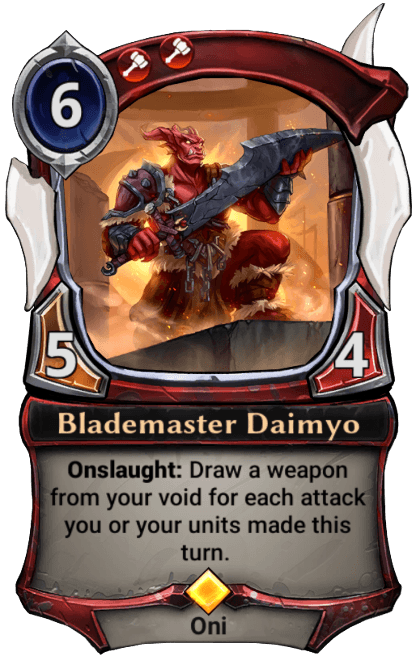 6
5
4
Blademaster Daimyo
Onslaught: Draw a weapon
from your void for each attack
you or your units made this
turn.
Oni